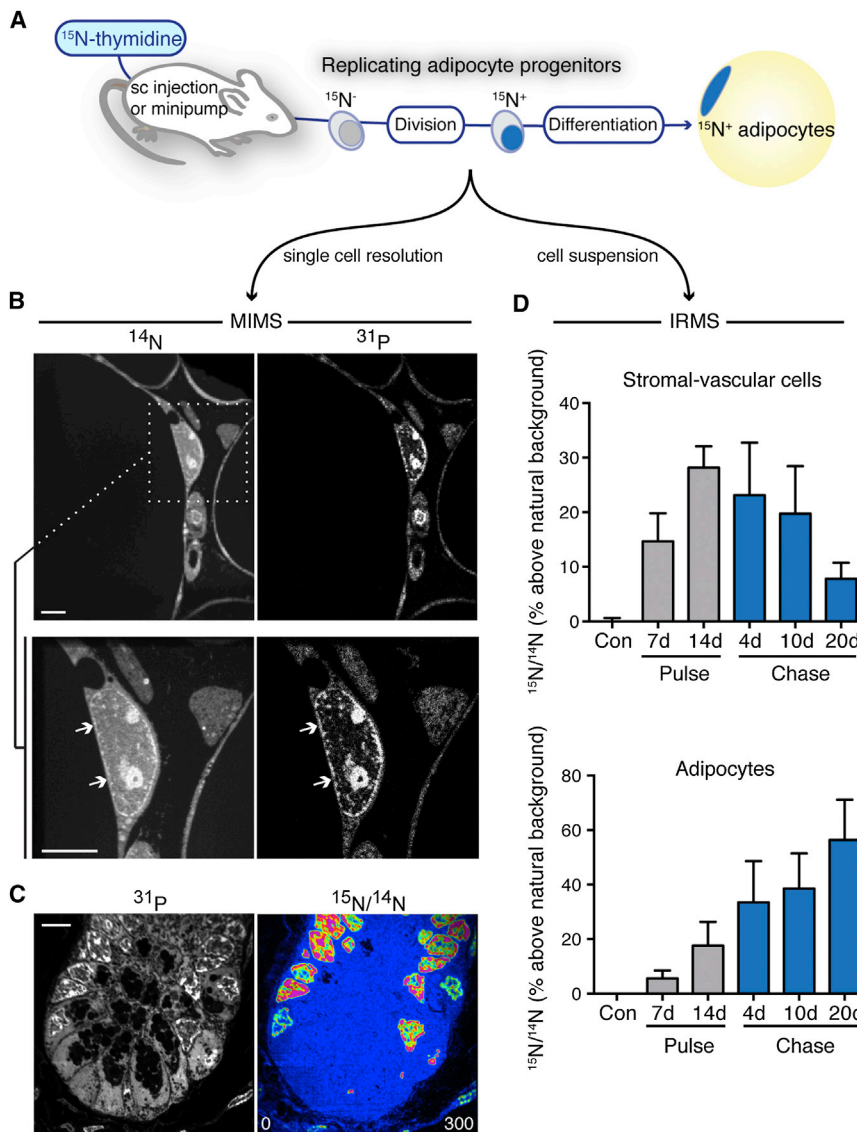 A
¹⁵N-thymidine
sc injection
or minipump
Replicating adipocyte progenitors
¹⁵N⁻
Division
¹⁵N⁺
Differentiation
¹⁵N⁺ adipocytes
single cell resolution
cell suspension
B
MIMS
¹⁴N
³¹P
C
³¹P
¹⁵N/¹⁴N
0
300
D
IRMS
Stromal-vascular cells
¹⁵N/¹⁴N (% above natural background)
40
30
20
10
0
Con
7d
14d
4d
10d
20d
Pulse
Chase
Adipocytes
¹⁵N/¹⁴N (% above natural background)
80
60
40
20
0
Con
7d
14d
4d
10d
20d
Pulse
Chase